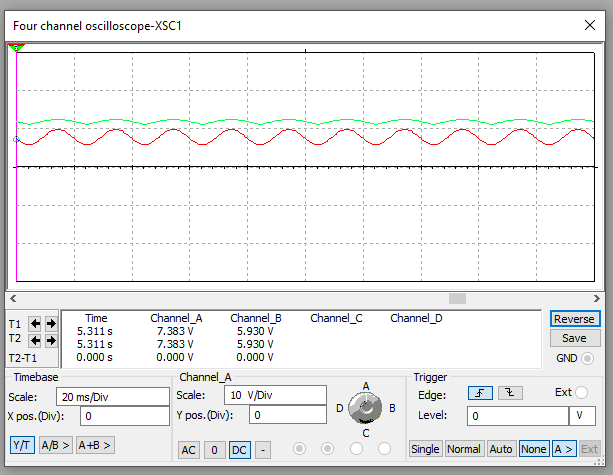 Four channel oscilloscope-XSC1
T1
T2
T2-T1
Time Channel_A Channel_B Channel_C Channel_D
5.311 s 7.383 V 5.930 V
5.311 s 7.383 V 5.930 V
0.000 s 0.000 V 0.000 V
Reverse
Save
GND
Timebase
Scale: 20 ms/Div
X pos.(Div): 0
Y/T A/B > A+B >
Channel_A
Scale: 10 V/Div
Y pos.(Div): 0
AC 0 DC -
A
D B
C
Trigger
Edge: Ext
Level: 0 V
Single Normal Auto None A > Ext